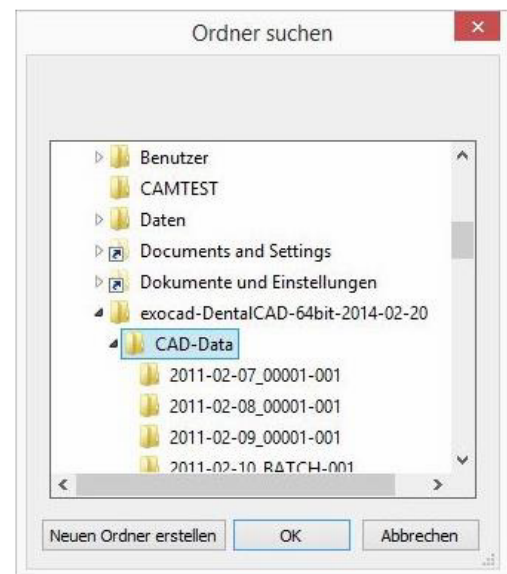 Ordner suchen
Benutzer
CAMTEST
Daten
Documents and Settings
Dokumente und Einstellungen
exocad-DentalCAD-64bit-2014-02-20
CAD-Data
2011-02-07_00001-001
2011-02-08_00001-001
2011-02-09_00001-001
2011-02-10_BATCH-001
Neuen Ordner erstellen
OK
Abbrechen